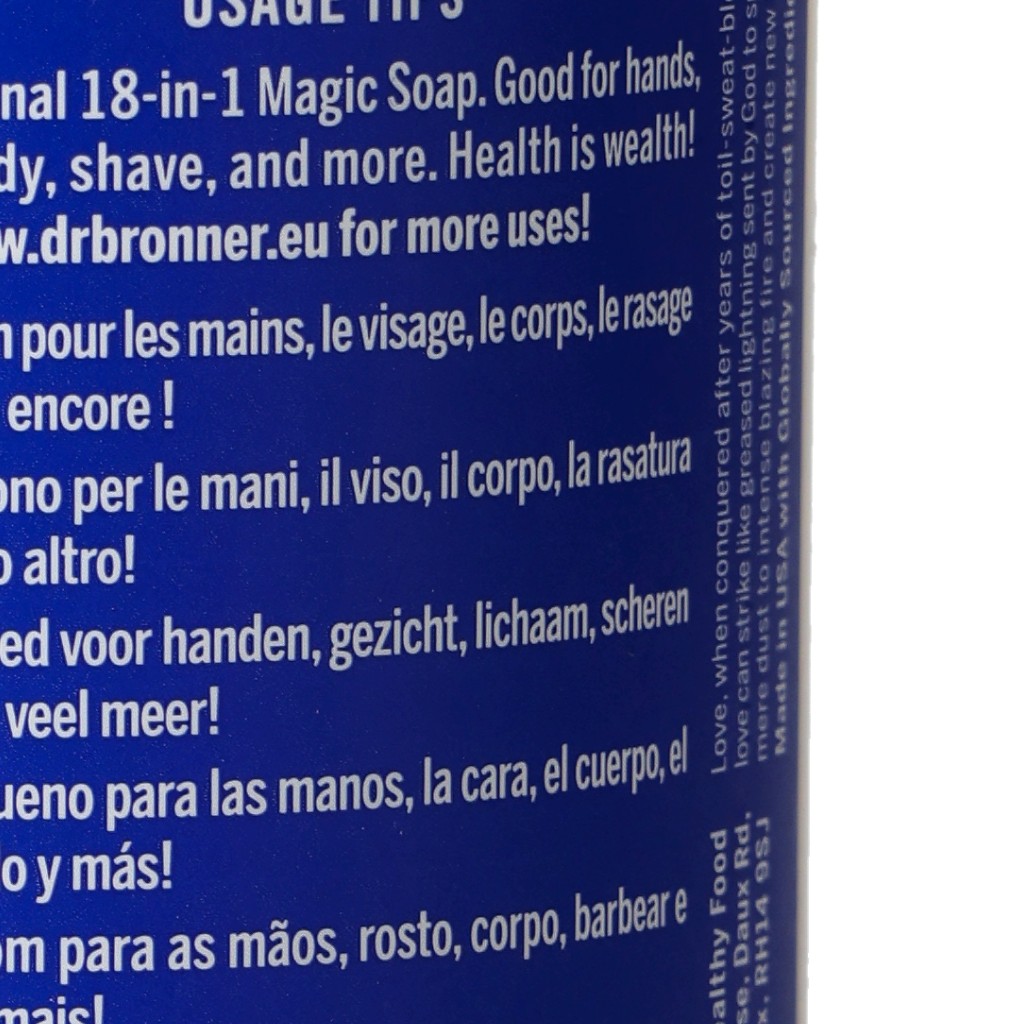 USAGE TIPS
nal 18-in-1 Magic Soap. Good for hands,
dy, shave, and more. Health is wealth!
w.drbronner.eu for more uses!
n pour les mains, le visage, le corps, le rasage
encore !
ono per le mani, il viso, il corpo, la rasatura
o altro!
ed voor handen, gezicht, lichaam, scheren
veel meer!
ueno para las manos, la cara, el cuerpo, el
do y más!
om para as mãos, rosto, corpo, barbear e
mais!
Love, when conquered after years of toil-sweat-blo
love can strike like greased lightning sent by God to s
mere dust to intense blazing fire and create new
Made in USA with Globally Sourced Ingredie
althy Food
se, Daux Rd.
x. RH14 9SJ